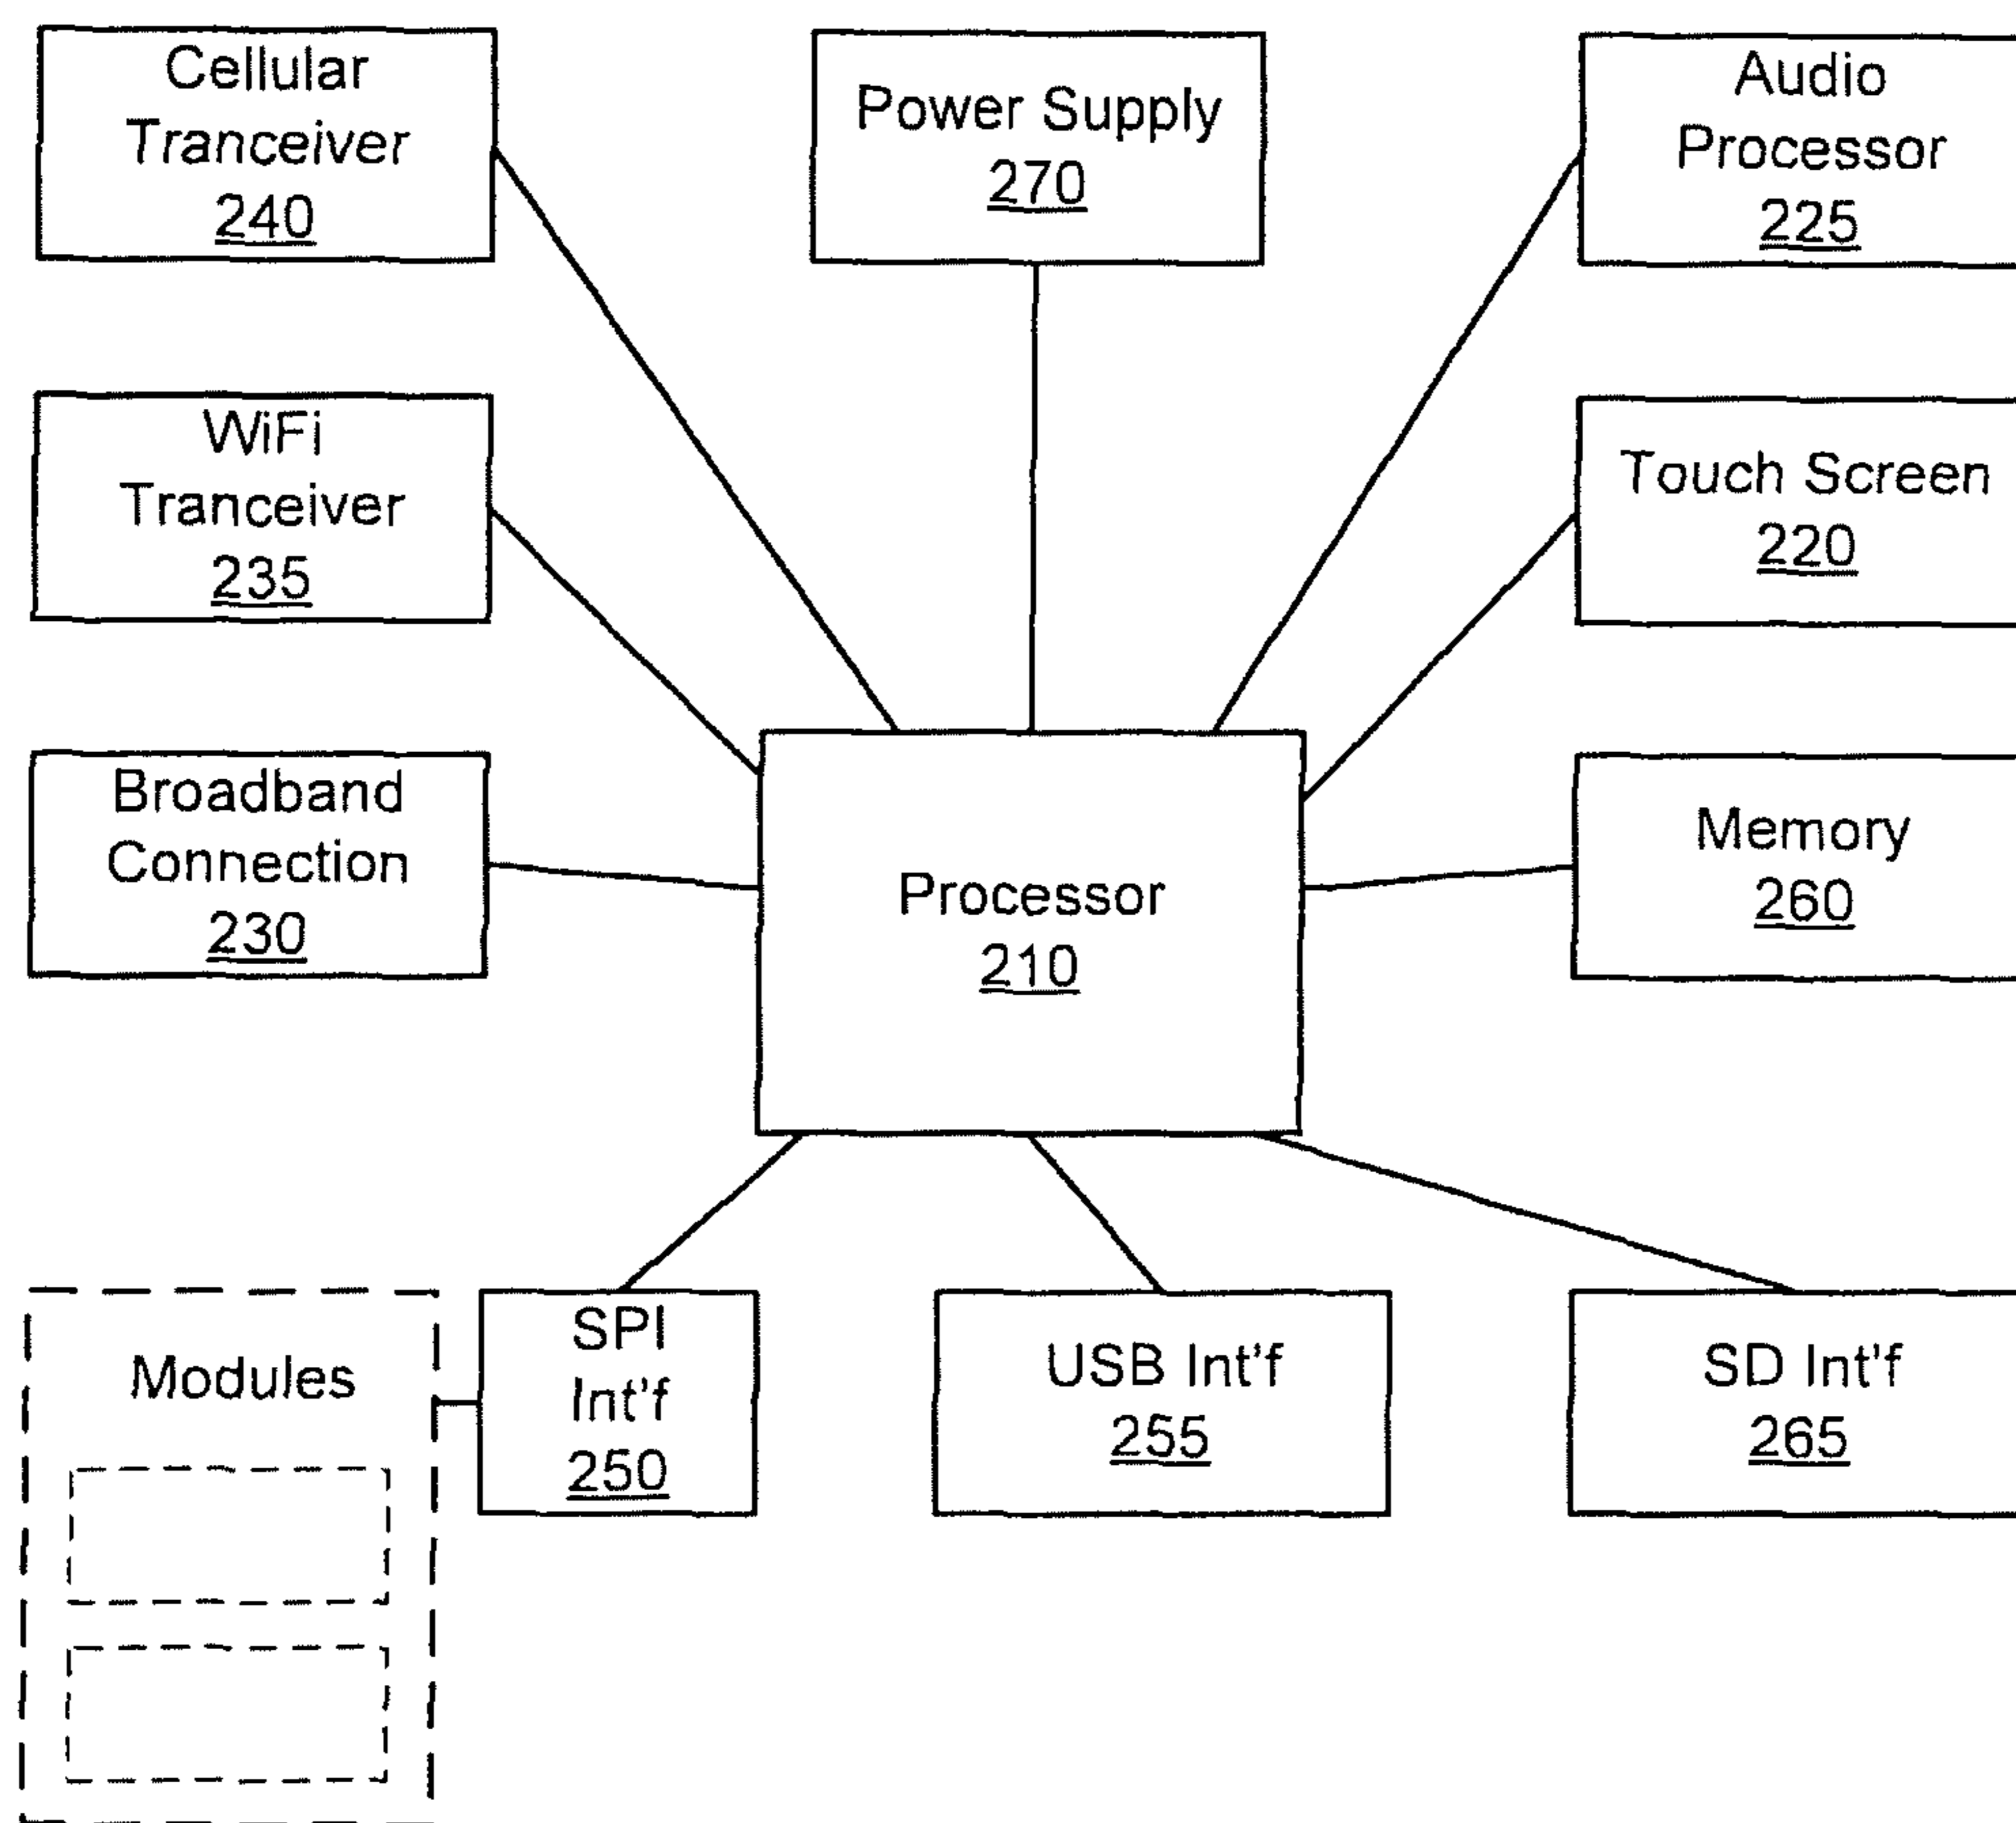 Cellular
Tranceiver
240
Power Supply
270
Audio
Processor
225
WiFi
Tranceiver
235
Touch Screen
220
Broadband
Connection
230
Processor
210
Memory
260
Modules
SPI
Int'f
250
USB Int'f
255
SD Int'f
265